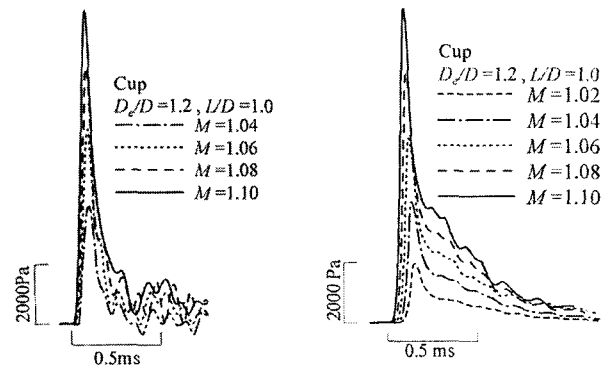 Cup
Dₑ/D=1.2 , L/D=1.0
M=1.04
M=1.06
M=1.08
M=1.10
2000Pa
0.5ms
Cup
Dₑ/D=1.2 , L/D=1.0
M=1.02
M=1.04
M=1.06
M=1.08
M=1.10
2000 Pa
0.5 ms